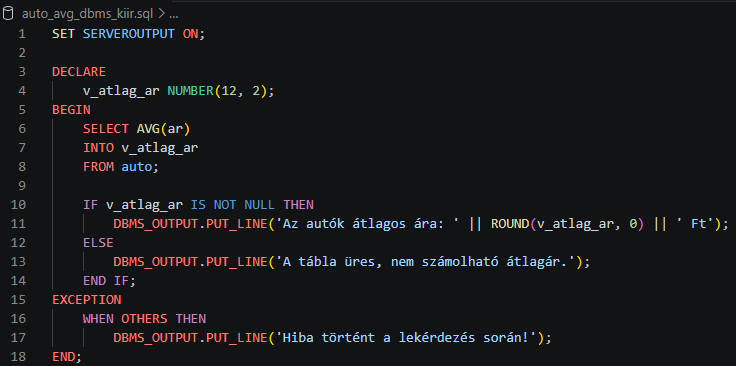 auto_avg_dbms_kiir.sql > ...
1 SET SERVEROUTPUT ON;
2
3 DECLARE
4     v_atlag_ar NUMBER(12, 2);
5 BEGIN
6     SELECT AVG(ar)
7     INTO v_atlag_ar
8     FROM auto;
9
10     IF v_atlag_ar IS NOT NULL THEN
11         DBMS_OUTPUT.PUT_LINE('Az autók átlagos ára: ' || ROUND(v_atlag_ar, 0) || ' Ft');
12     ELSE
13         DBMS_OUTPUT.PUT_LINE('A tábla üres, nem számolható átlagár.');
14     END IF;
15 EXCEPTION
16     WHEN OTHERS THEN
17         DBMS_OUTPUT.PUT_LINE('Hiba történt a lekérdezés során!');
18 END;